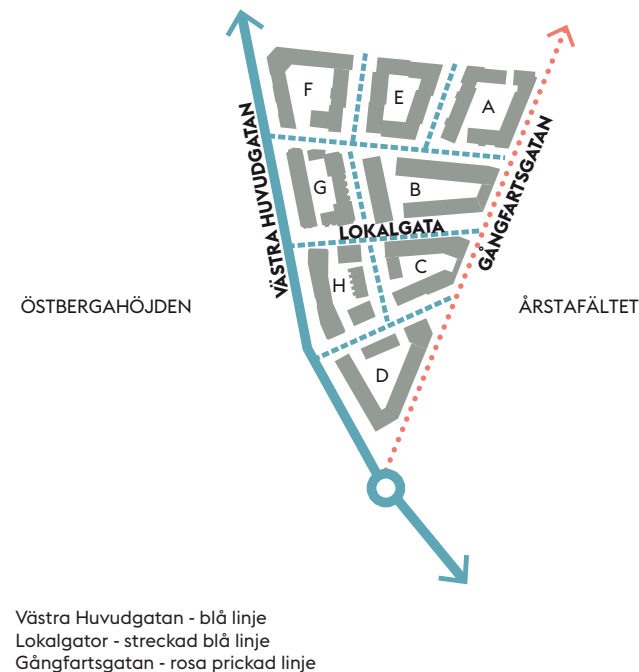 F
E
A
VÄSTRA HUVUDGATAN
GÅNGFARTSGATAN
G
B
LOKALGATA
C
H
ÖSTBERGAHÖJDEN
ÅRSTAFÄLTET
D
Västra Huvudgatan - blå linje
Lokalgator - streckad blå linje
Gångfartsgatan - rosa prickad linje